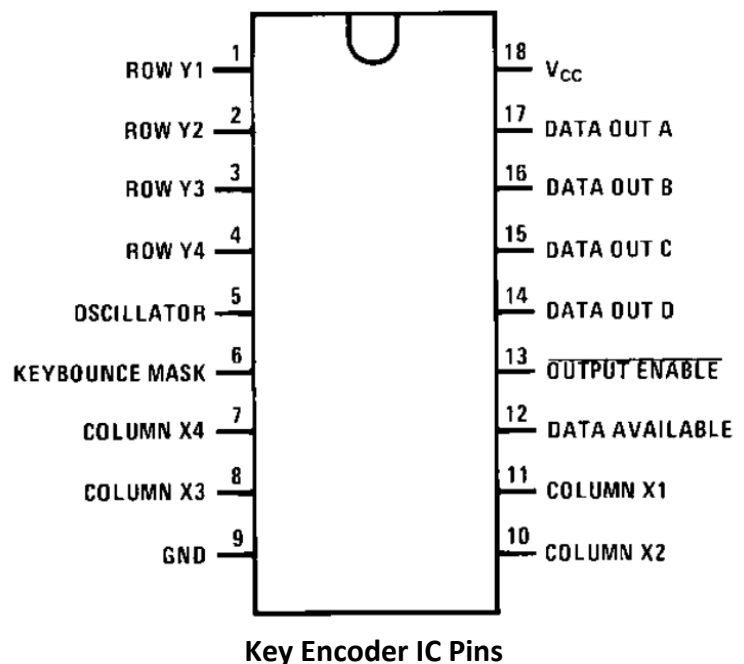 1
ROW Y1
2
ROW Y2
3
ROW Y3
4
ROW Y4
5
OSCILLATOR
6
KEYBOUNCE MASK
7
COLUMN X4
8
COLUMN X3
9
GND
18
VCC
17
DATA OUT A
16
DATA OUT B
15
DATA OUT C
14
DATA OUT D
13
OUTPUT ENABLE
12
DATA AVAILABLE
11
COLUMN X1
10
COLUMN X2
Key Encoder IC Pins